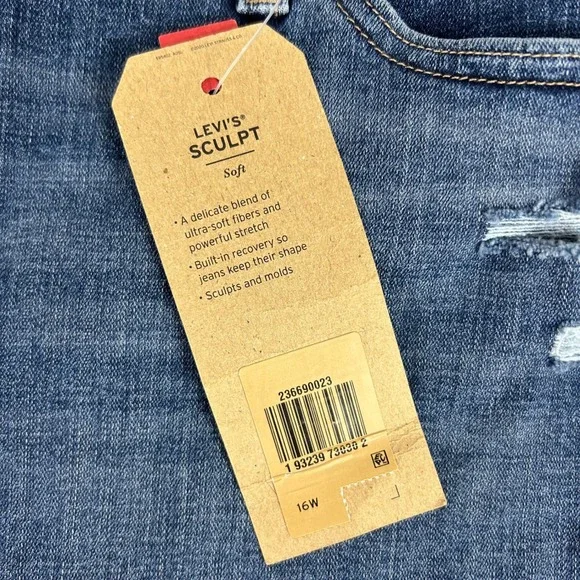 LEVI'S®
SCULPT
Soft
• A delicate blend of
ultra-soft fibers and
powerful stretch
• Built-in recovery so
jeans keep their shape
• Sculpts and molds
236690023
1 93239 73838 2
16W